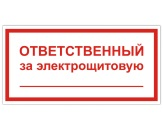 ОТВЕТСТВЕННЫЙ
за электрощитовую